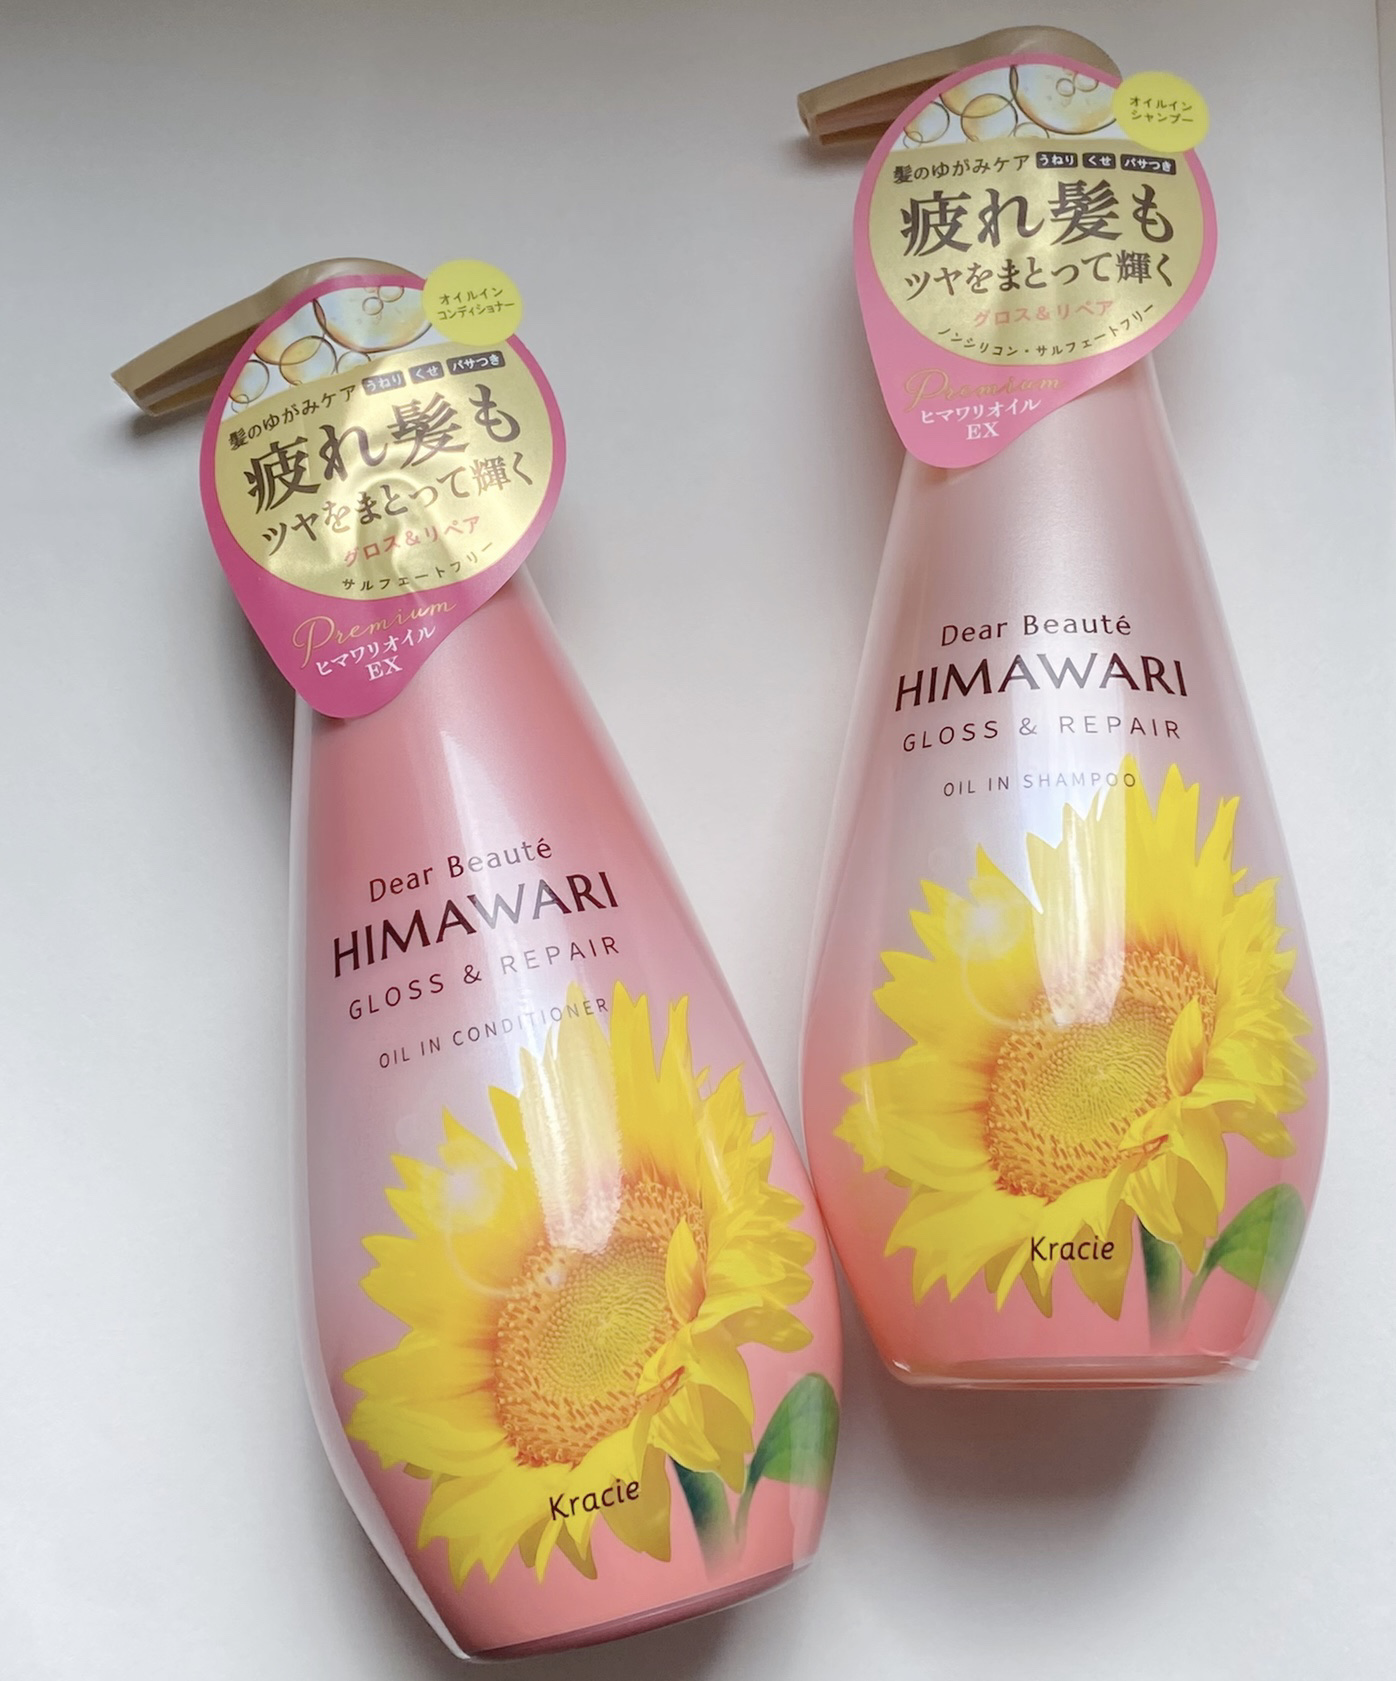 オイルイン
コンディショナー
髪のゆがみケア うねり くせ パサつき
疲れ髪も
ツヤをまとって輝く
グロス&リペア
サルフェートフリー
Premium
ヒマワリオイル
EX
Dear Beauté
HIMAWARI
GLOSS & REPAIR
OIL IN CONDITIONER
Kracie
オイルイン
シャンプー
髪のゆがみケア うねり くせ パサつき
疲れ髪も
ツヤをまとって輝く
グロス&リペア
ノンシリコン・サルフェートフリー
Premium
ヒマワリオイル
EX
Dear Beauté
HIMAWARI
GLOSS & REPAIR
OIL IN SHAMPOO
Kracie